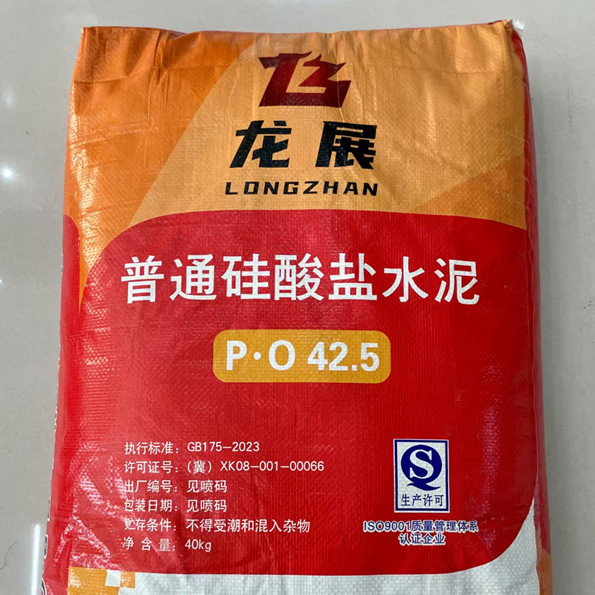 龙展
LONGZHAN
普通硅酸盐水泥
P·O 42.5
执行标准：GB175-2023
许可证号：（冀）XK08-001-00066
出厂编号：见喷码
包装日期：见喷码
贮存条件：不得受潮和混入杂物
净 含 量：40kg
生产许可
ISO9001质量管理体系
认证企业